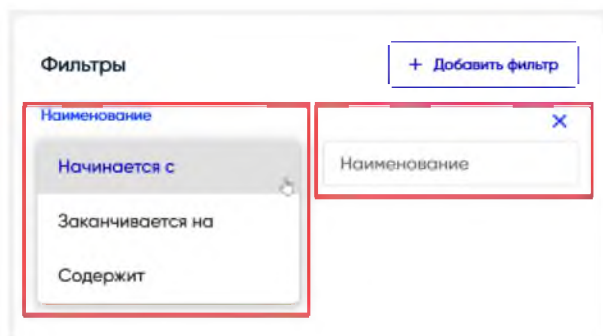 Фильтры
+ Добавить фильтр
Наименование
Начинается с
Наименование
Заканчивается на
Содержит